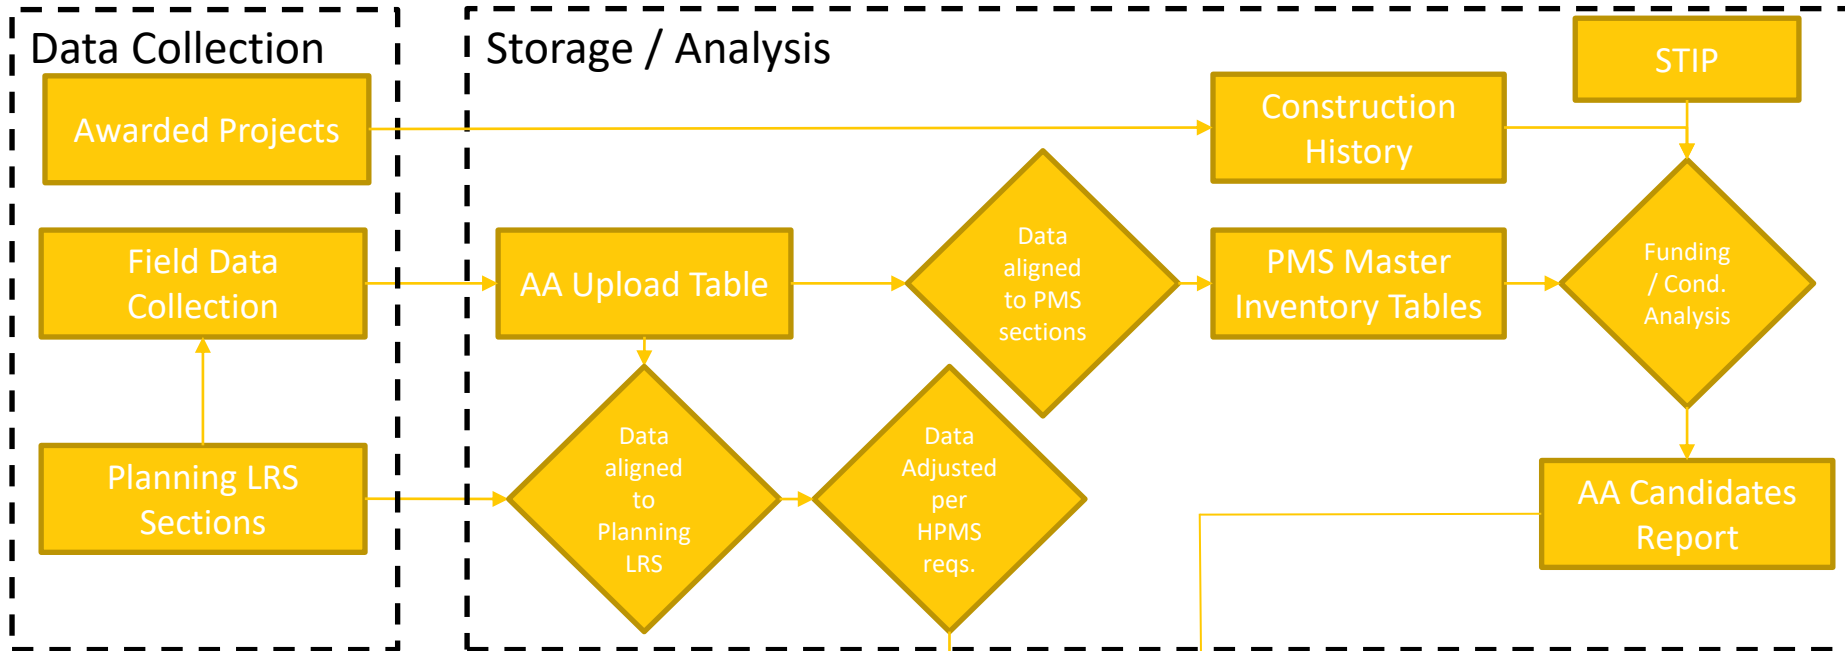 Data Collection
Awarded Projects
Field Data
Collection
Planning LRS
Sections
Storage / Analysis
STIP
Construction
History
AA Upload Table
Data
aligned
to PMS
sections
PMS Master
Inventory Tables
Funding
/ Cond.
Analysis
Data
aligned
to
Planning
LRS
Data
Adjusted
per
HPMS
reqs.
AA Candidates
Report